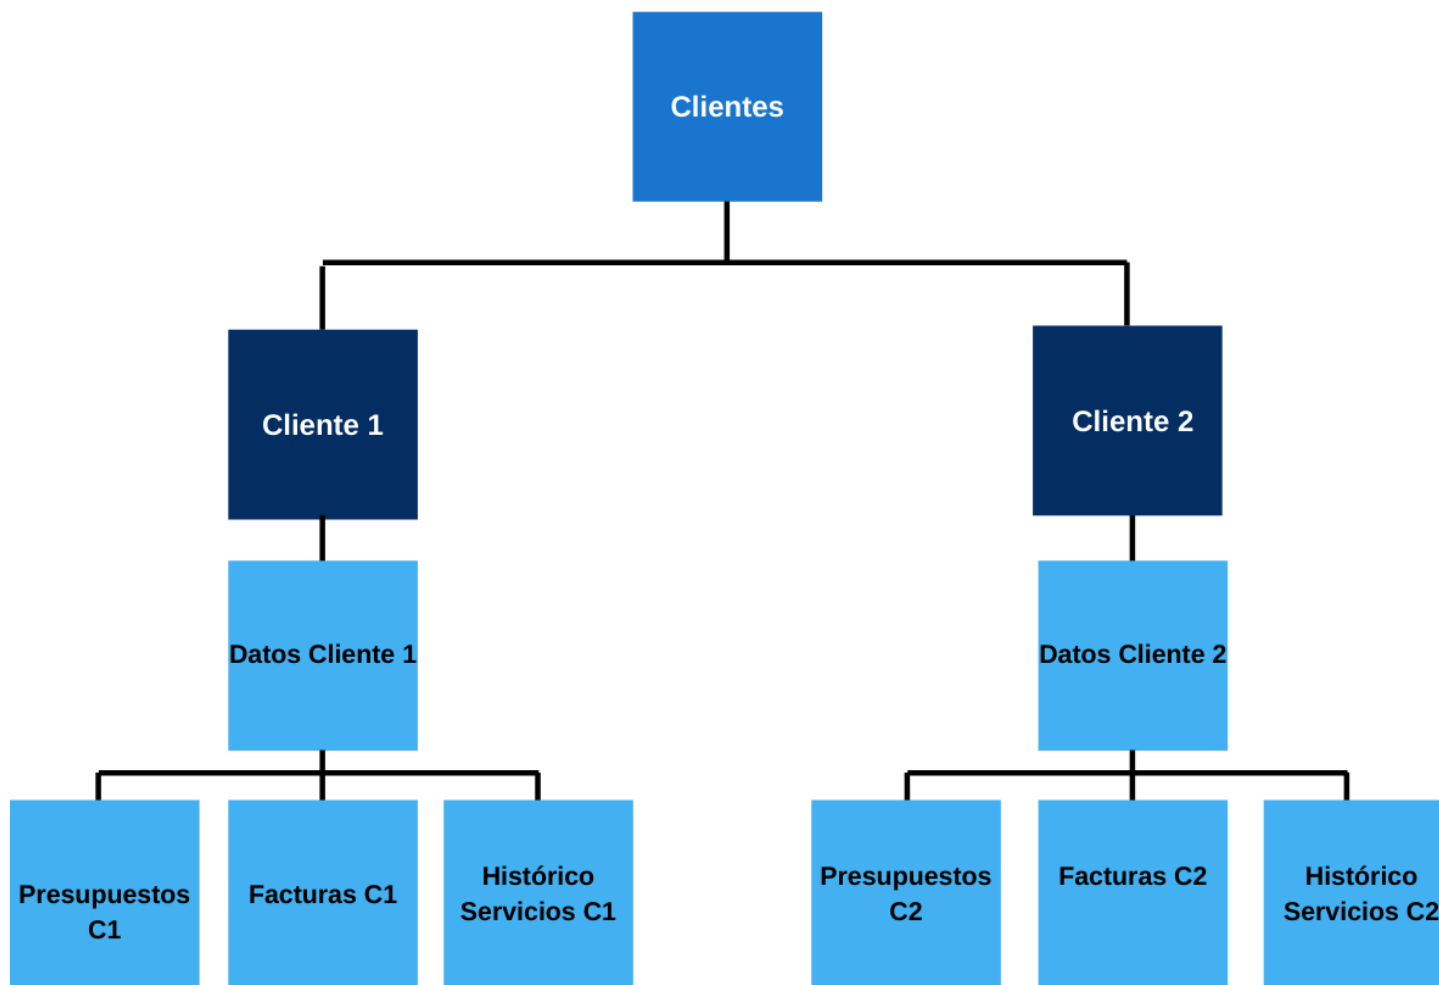 Clientes
Cliente 1
Cliente 2
Datos Cliente 1
Datos Cliente 2
Presupuestos
C1
Facturas C1
Histórico
Servicios C1
Presupuestos
C2
Facturas C2
Histórico
Servicios C2